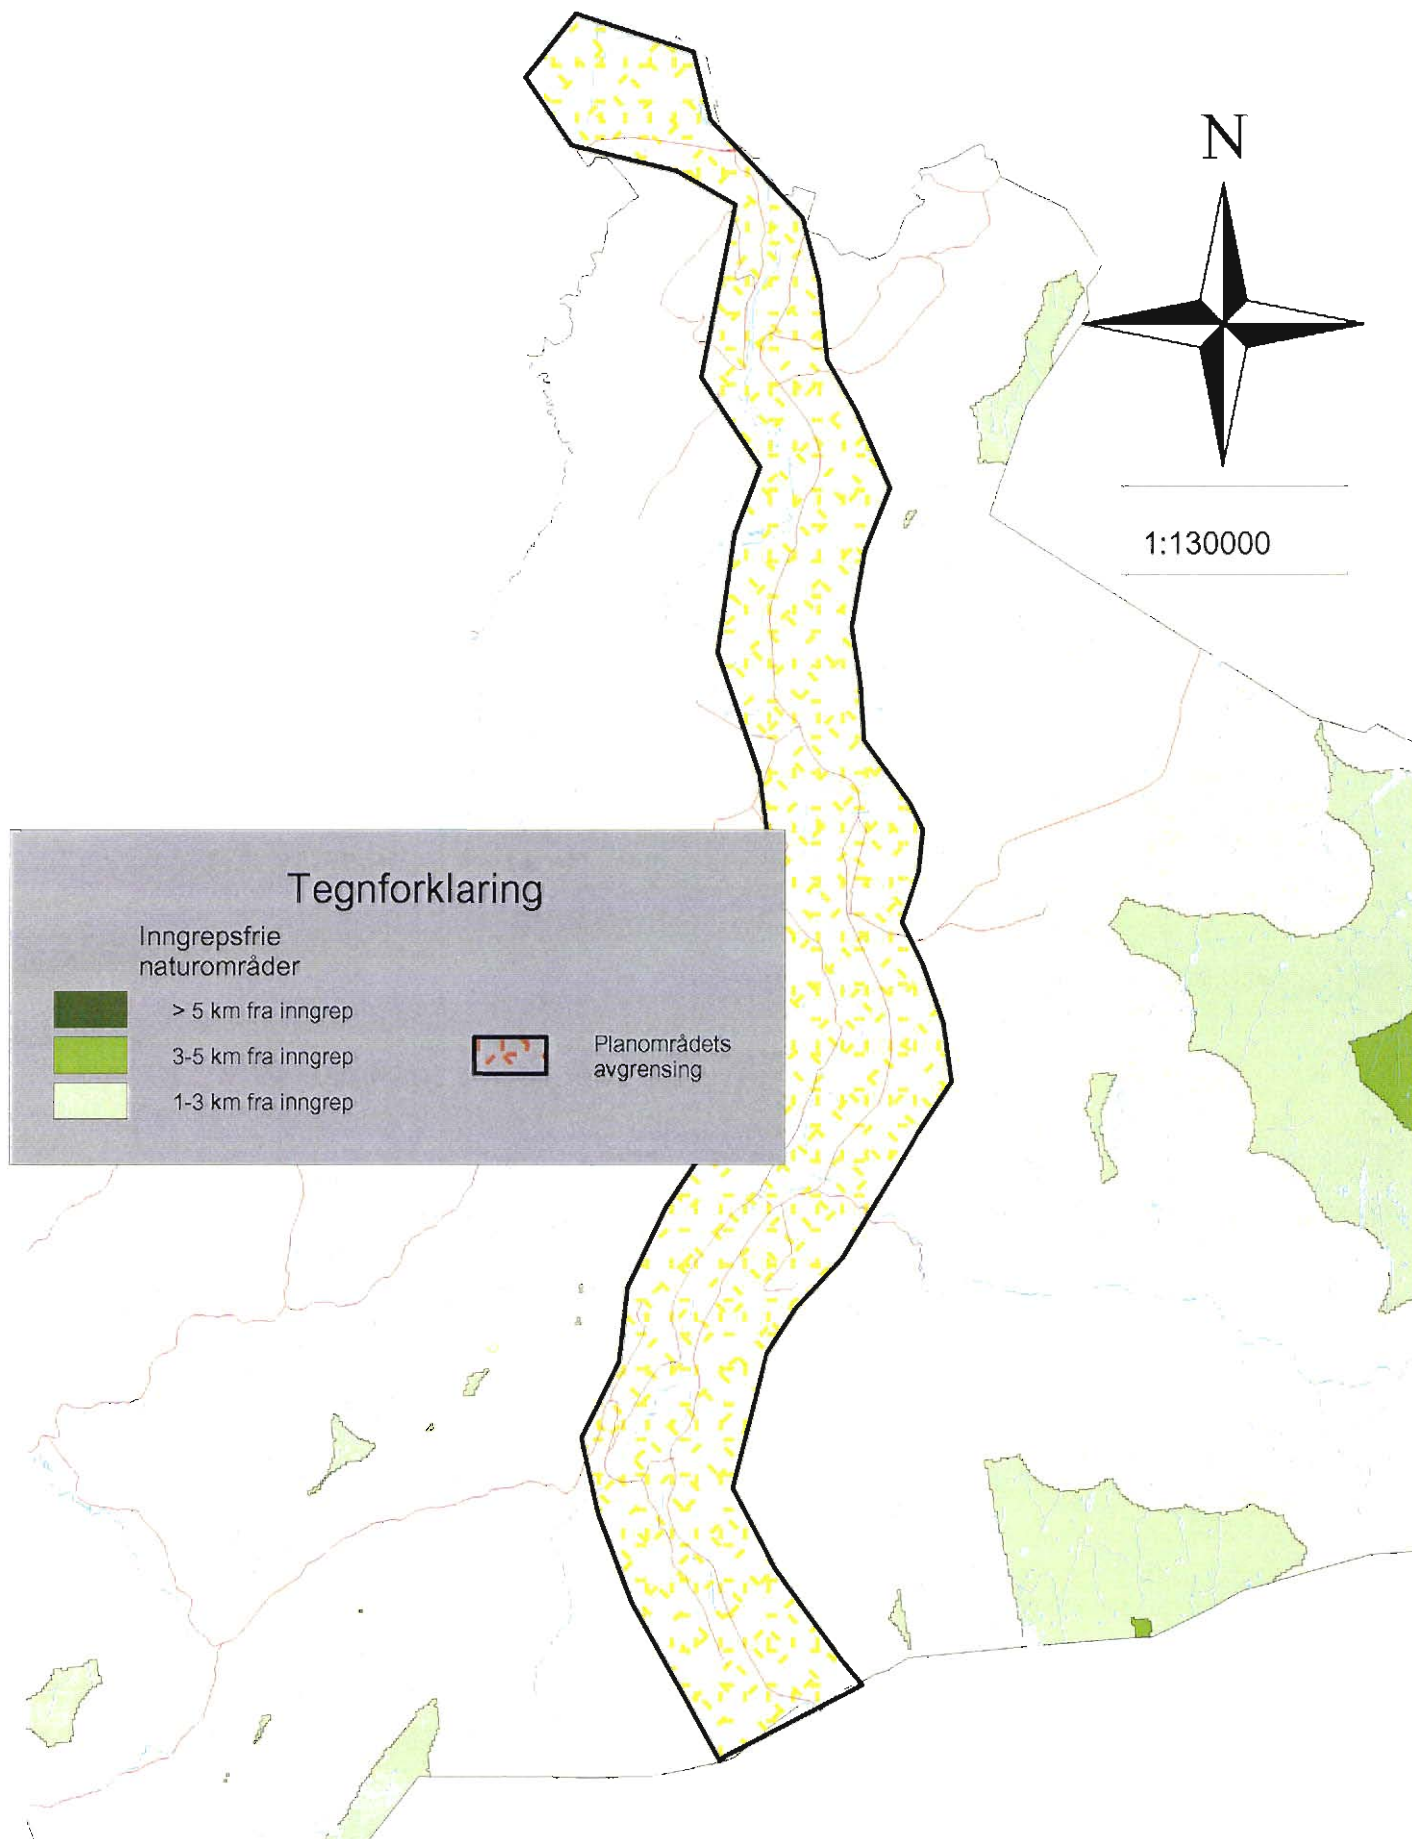 N
1:130000
Tegnforklaring
Inngrepsfrie
naturområder
> 5 km fra inngrep
3-5 km fra inngrep
1-3 km fra inngrep
Planområdets
avgrensing